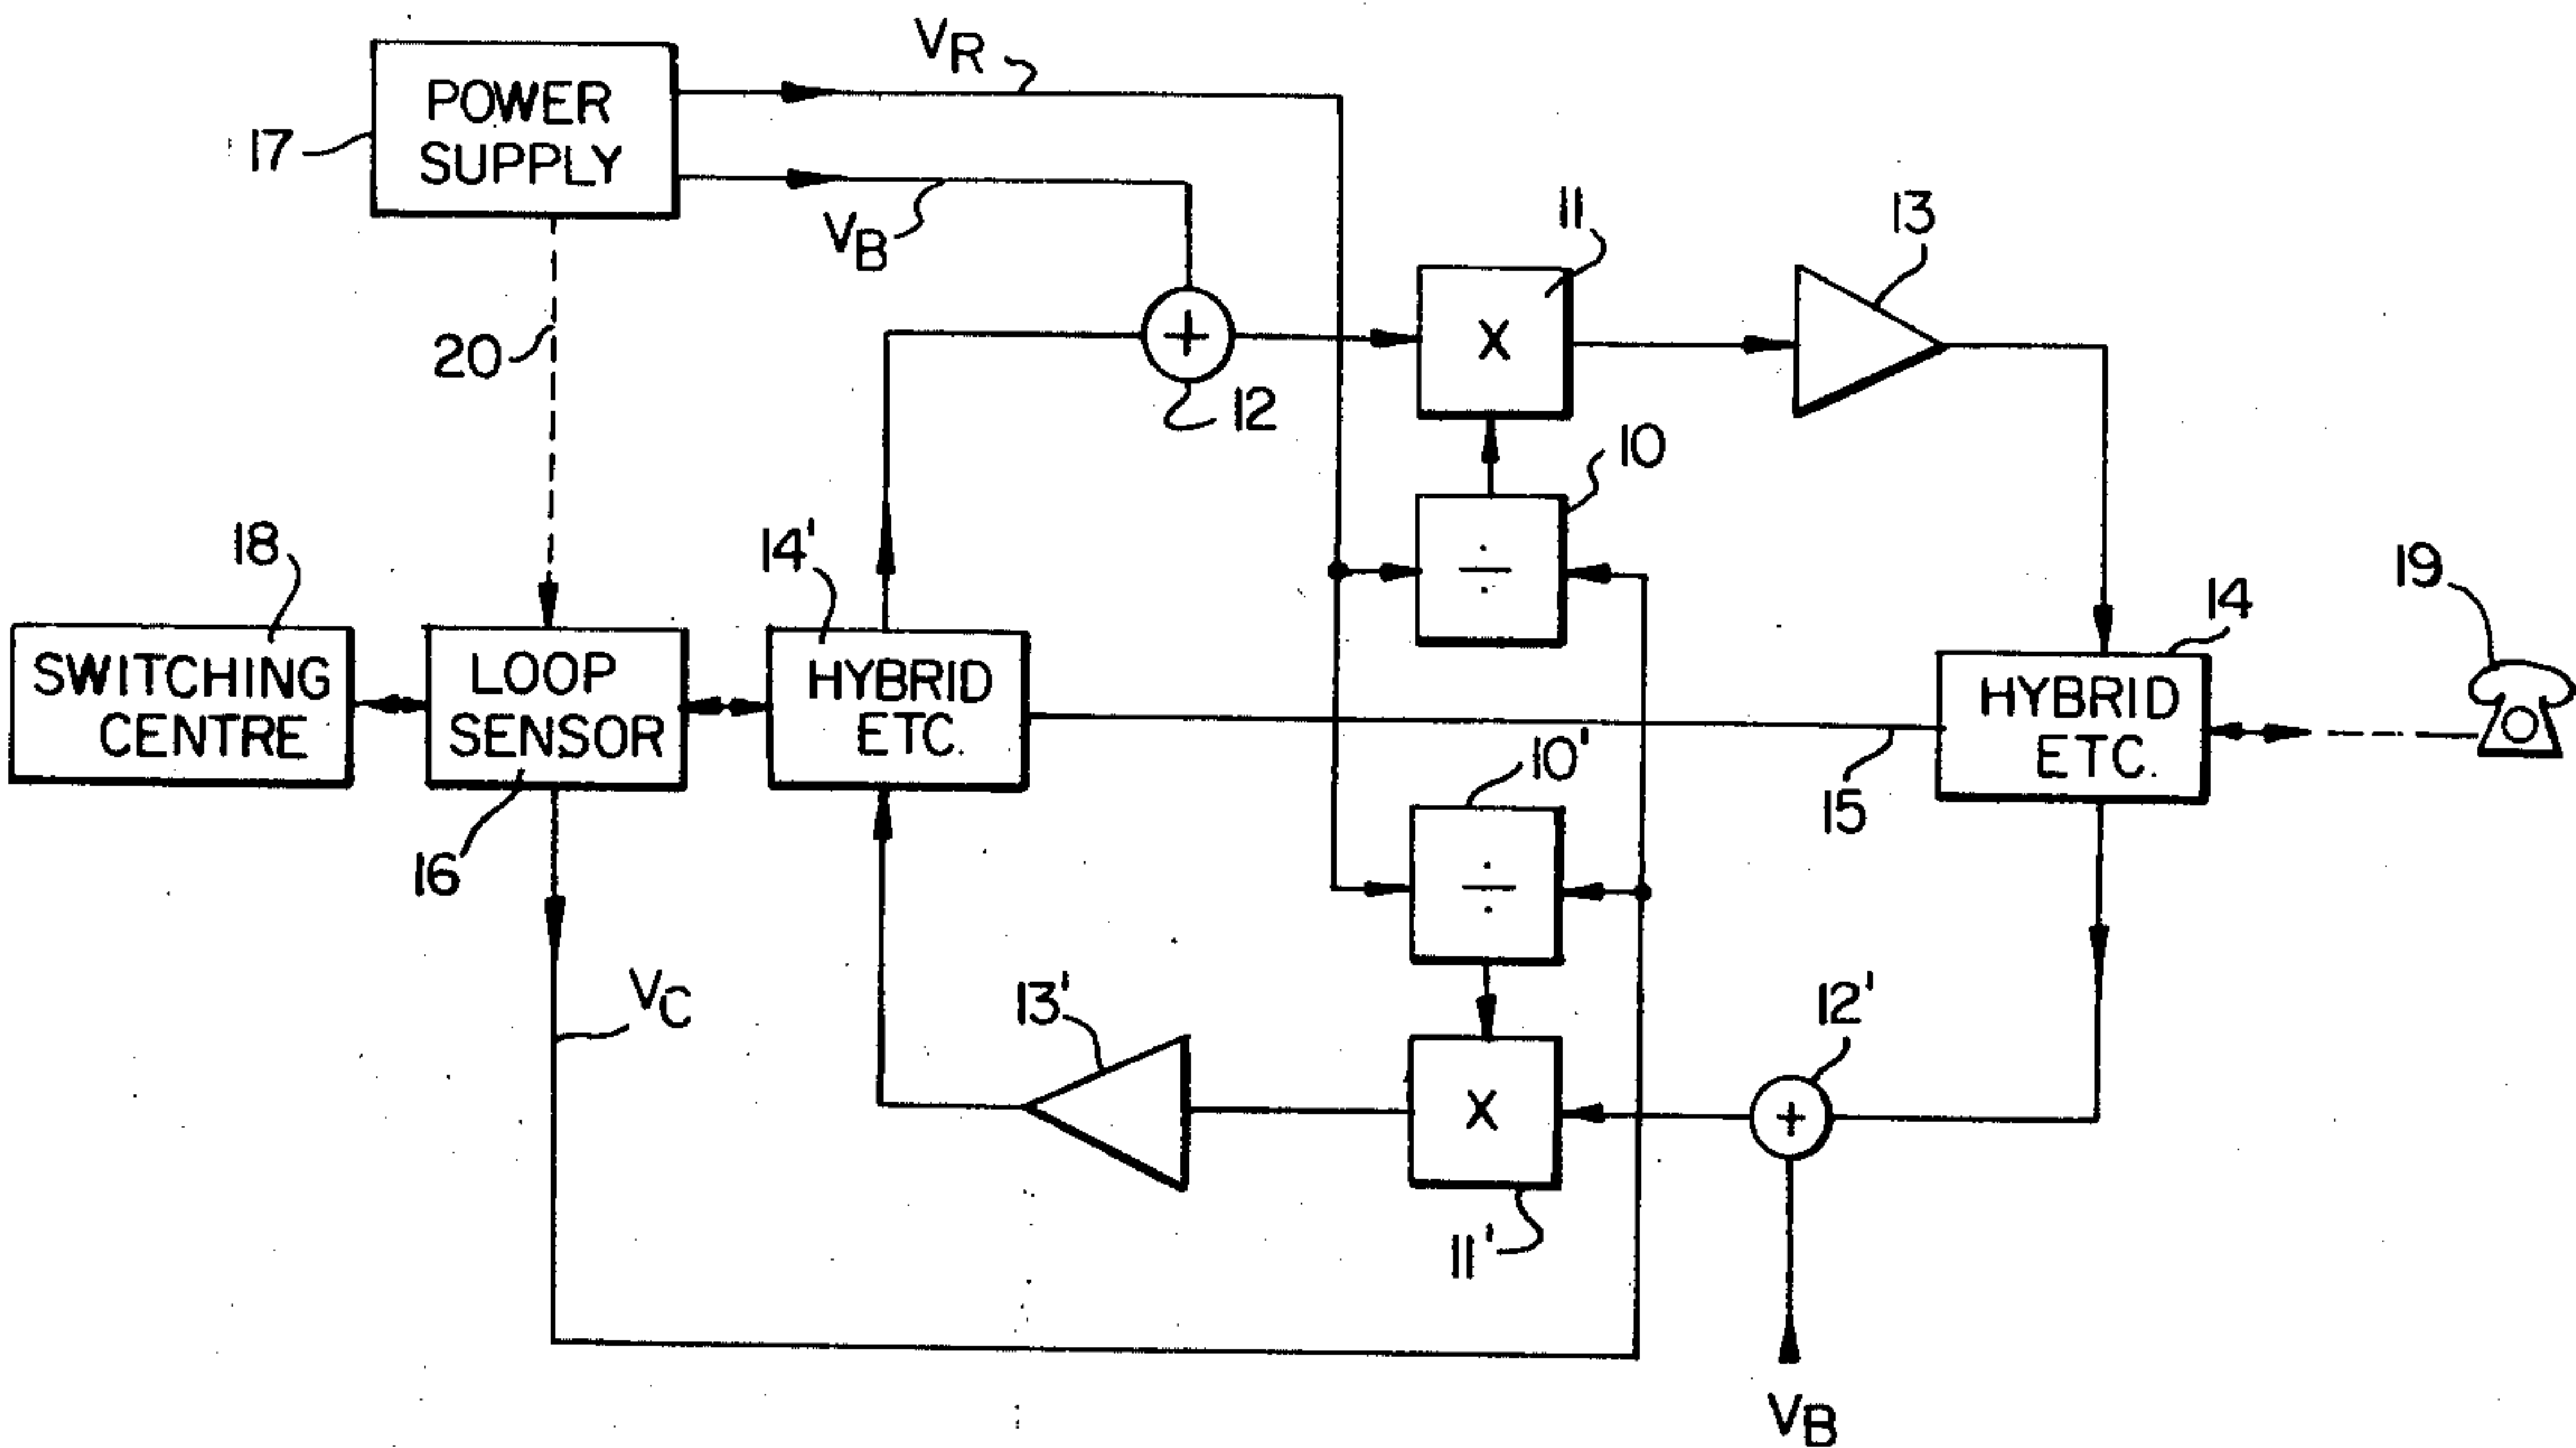 VR
POWER
SUPPLY
17
VB
11
13
20
12
10
18
14'
19
14
SWITCHING
CENTRE
LOOP
SENSOR
HYBRID
ETC.
÷
HYBRID
ETC.
10'
15
16
÷
VC
13'
12'
X
+
X
+
11'
VB